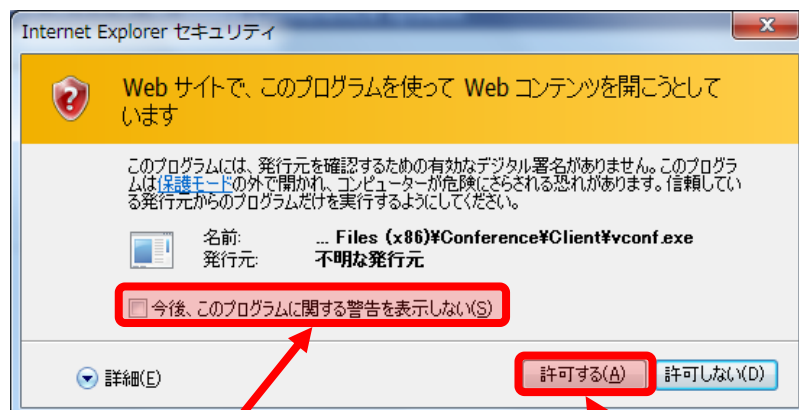 Internet Explorer セキュリティ
Web サイトで、このプログラムを使って Web コンテンツを開こうとして
います
このプログラムには、発行元を確認するための有効なデジタル署名がありません。このプログラ
ムは保護モードの外で開かれ、コンピューターが危険にさらされる恐れがあります。信頼してい
る発行元からのプログラムだけを実行するようにしてください。
名前: ... Files (x86)¥Conference¥Client¥vconf.exe
発行元: 不明な発行元
今後、このプログラムに関する警告を表示しない(S)
詳細(E) 許可する(A) 許可しない(D)